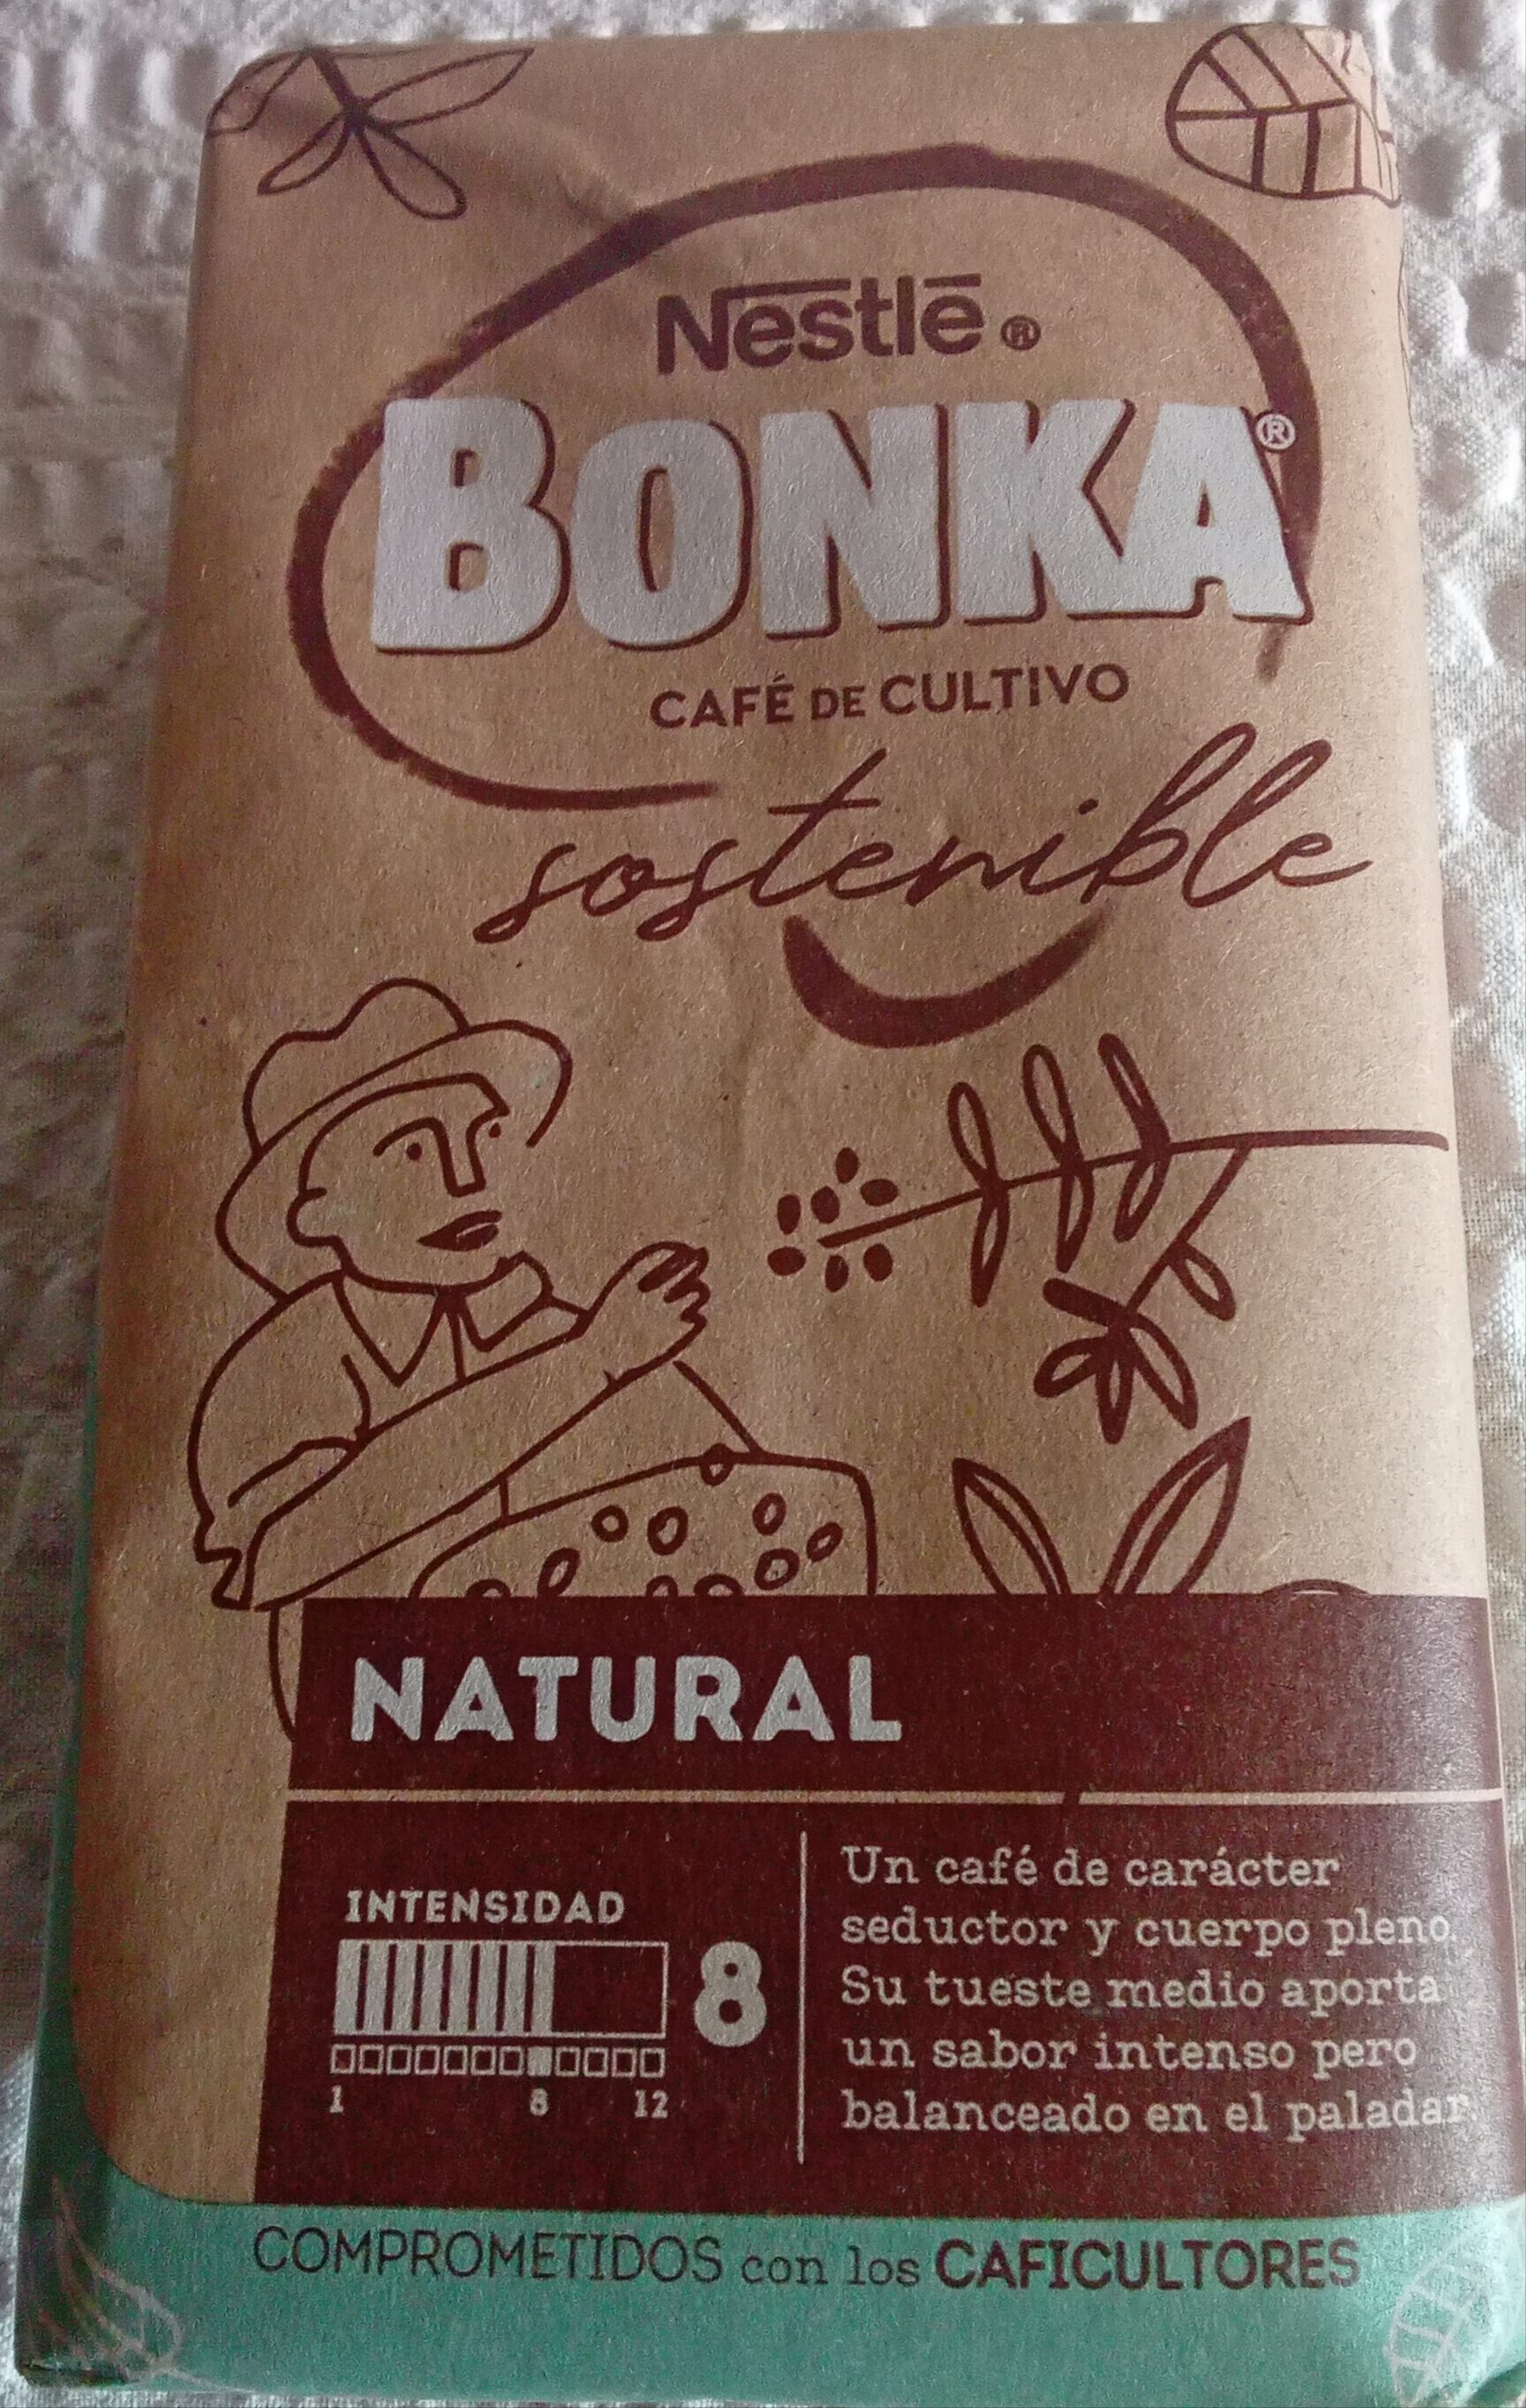 Nestlē®
BONKA®
CAFÉ DE CULTIVO
sostenible
NATURAL
INTENSIDAD
8
1 8 12
Un café de carácter
seductor y cuerpo pleno.
Su tueste medio aporta
un sabor intenso pero
balanceado en el paladar.
COMPROMETIDOS con los CAFICULTORES